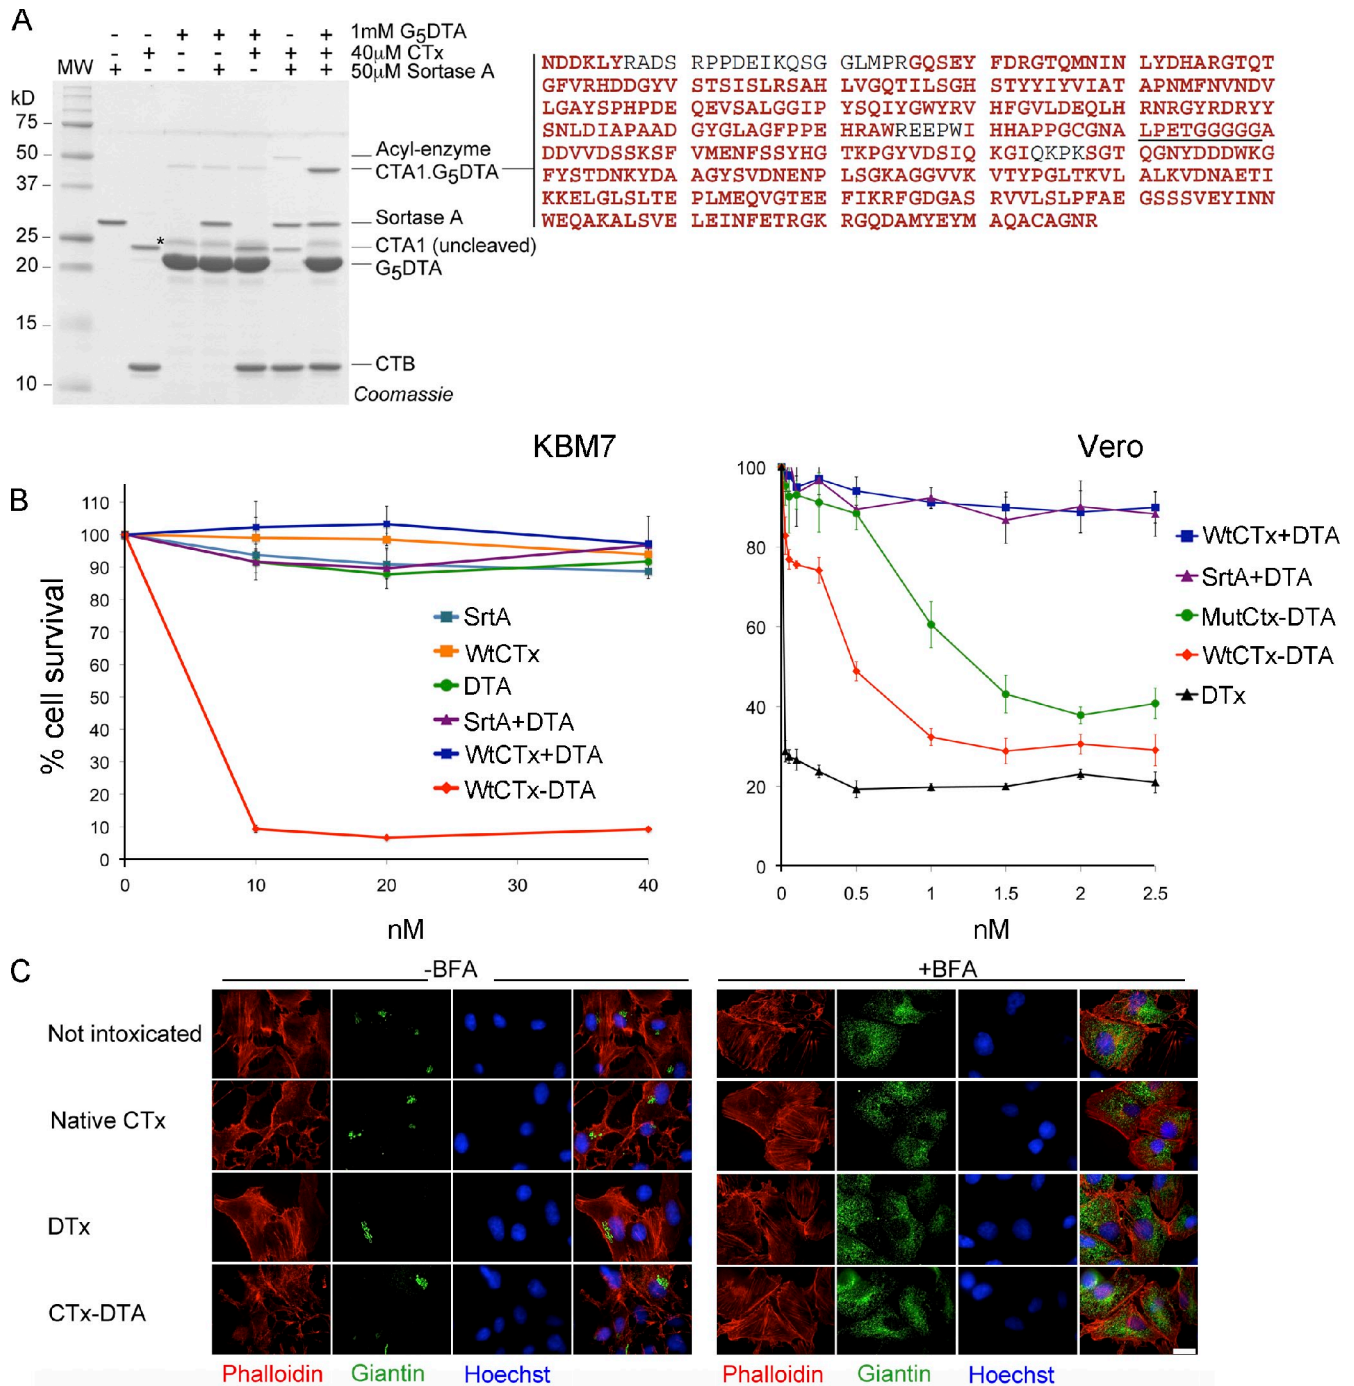 A
- - + + + - + 1mM G5DTA
- + - - + + + 40μM CTx
MW + - - + - + + 50μM Sortase A
kD
75
50
37
25
20
15
10
*
Acyl-enzyme
CTA1.G5DTA
Sortase A
CTA1 (uncleaved)
G5DTA
CTB
Coomassie
NDDKLYRADS RPPDEIKQSG GLMPRGQSEY FDRGTQMNIN LYDHARGTQT
GFVRHDDGYV STSISLRSAH LVGQTILSGH STYYIYVIAT APNMFNVNDV
LGAYSPHPDE QEVSALGGIP YSQIYGWYRV HFGVLDEQLH RNRGYRDRYY
SNLDIAPAAD GYGLAGFPPE HRAWREEPWI HHAPPGCGNA LPETGGGGGA
DDVVDSSKSF VMENFSSYHG TKPGYVDSIQ KGIQKPKSGT QGNYDDDWKG
FYSTDNKYDA AGYSVDNENP LSGKAGGVVK VTYPGLTKVL ALKVDNAETI
KKELGLSLTE PLMEQVGTEE FIKRFGDGAS RVVLSLPFAE GSSSVEYINN
WEQAKALSVE LEINFETRGK RGQDAMYEYM AQACAGNR
B
KBM7
% cell survival
110
100
90
80
70
60
50
40
30
20
10
0
0 10 20 30 40
nM
SrtA
WtCTx
DTA
SrtA+DTA
WtCTx+DTA
WtCTx-DTA
Vero
100
80
60
40
20
0
0 0.5 1 1.5 2 2.5
nM
WtCTx+DTA
SrtA+DTA
MutCtx-DTA
WtCTx-DTA
DTx
C
-BFA +BFA
Not intoxicated
Native CTx
DTx
CTx-DTA
Phalloidin Giantin Hoechst Phalloidin Giantin Hoechst